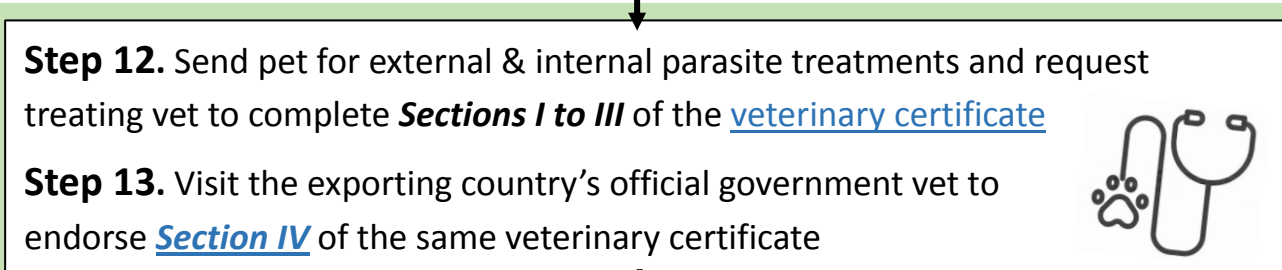 Step 12. Send pet for external & internal parasite treatments and request
treating vet to complete Sections I to III of the veterinary certificate
Step 13. Visit the exporting country’s official government vet to
endorse Section IV of the same veterinary certificate